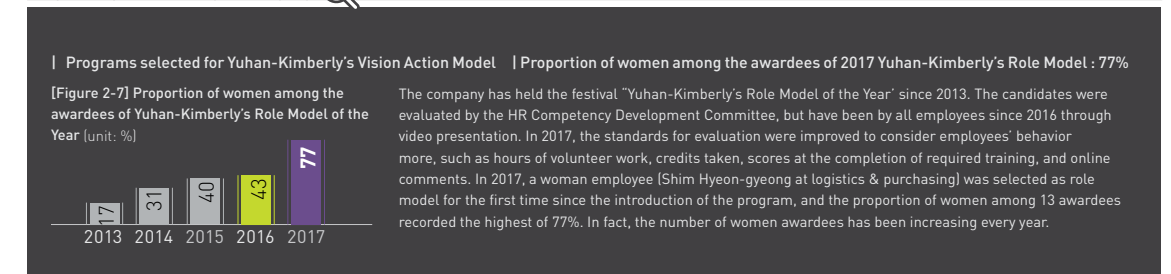 | Programs selected for Yuhan-Kimberly's Vision Action Model | Proportion of women among the awardees of 2017 Yuhan-Kimberly's Role Model : 77%
[Figure 2-7] Proportion of women among the
awardees of Yuhan-Kimberly's Role Model of the
Year (unit: %)
17
31
40
43
77
2013 2014 2015 2016 2017
The company has held the festival “Yuhan-Kimberly's Role Model of the Year’ since 2013. The candidates were
evaluated by the HR Competency Development Committee, but have been by all employees since 2016 through
video presentation. In 2017, the standards for evaluation were improved to consider employees' behavior
more, such as hours of volunteer work, credits taken, scores at the completion of required training, and online
comments. In 2017, a woman employee (Shim Hyeon-gyeong at logistics & purchasing) was selected as role
model for the first time since the introduction of the program, and the proportion of women among 13 awardees
recorded the highest of 77%. In fact, the number of women awardees has been increasing every year.